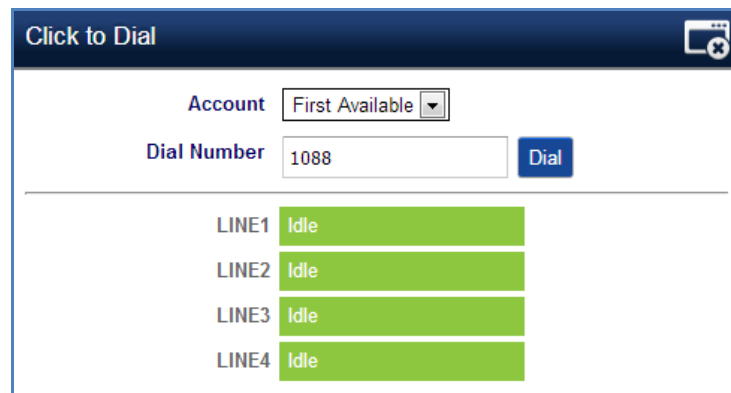 Click to Dial
Account First Available
Dial Number 1088 Dial
LINE1 Idle
LINE2 Idle
LINE3 Idle
LINE4 Idle